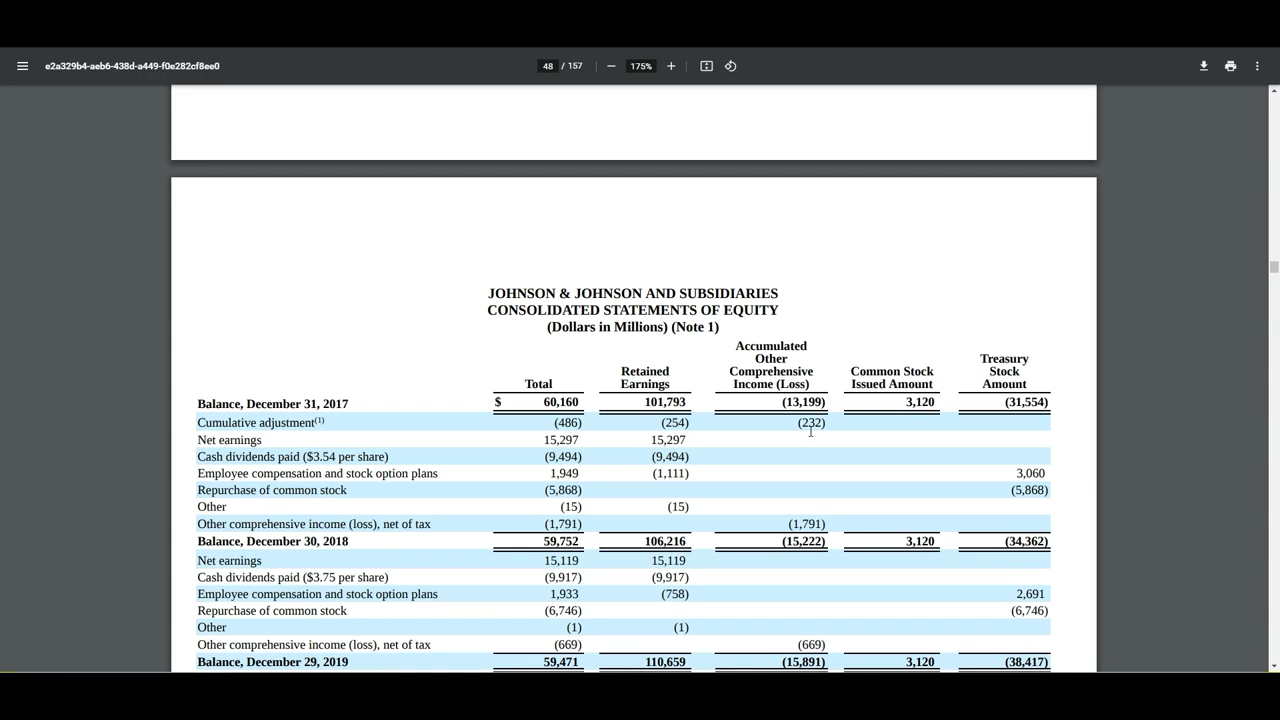 e2a329b4-aeb6-438d-a449-f0e282cf8ee0 48 / 157 175%
JOHNSON & JOHNSON AND SUBSIDIARIES
CONSOLIDATED STATEMENTS OF EQUITY
(Dollars in Millions) (Note 1)
Total Retained Earnings Accumulated Other Comprehensive Income (Loss) Common Stock Issued Amount Treasury Stock Amount
Balance, December 31, 2017 $ 60,160 101,793 (13,199) 3,120 (31,554)
Cumulative adjustment(1) (486) (254) (232)
Net earnings 15,297 15,297
Cash dividends paid ($3.54 per share) (9,494) (9,494)
Employee compensation and stock option plans 1,949 (1,111) 3,060
Repurchase of common stock (5,868) (5,868)
Other (15) (15)
Other comprehensive income (loss), net of tax (1,791) (1,791)
Balance, December 30, 2018 59,752 106,216 (15,222) 3,120 (34,362)
Net earnings 15,119 15,119
Cash dividends paid ($3.75 per share) (9,917) (9,917)
Employee compensation and stock option plans 1,933 (758) 2,691
Repurchase of common stock (6,746) (6,746)
Other (1) (1)
Other comprehensive income (loss), net of tax (669) (669)
Balance, December 29, 2019 59,471 110,659 (15,891) 3,120 (38,417)